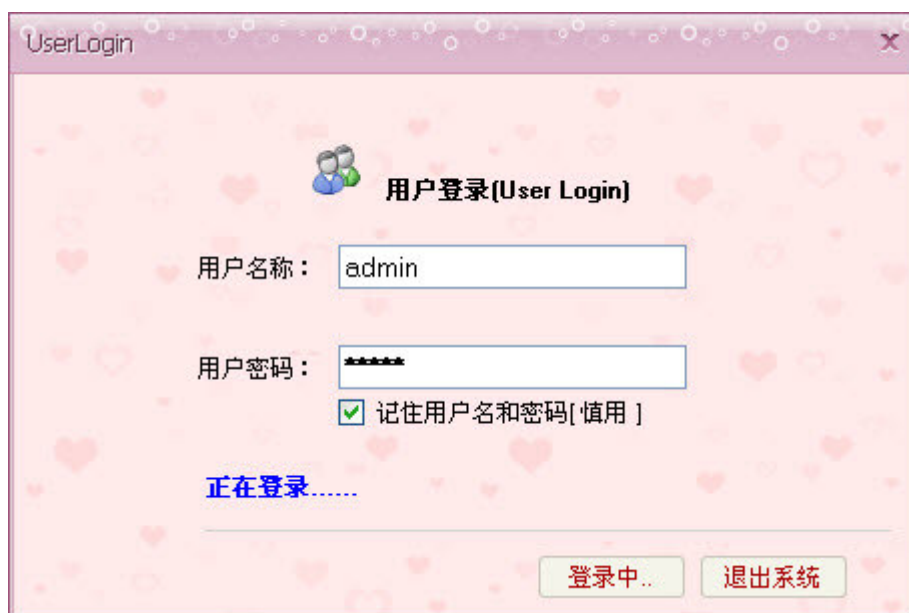 UserLogin
用户登录(User Login)
用户名称：
admin
用户密码：
*****
记住用户名和密码[慎用 ]
正在登录......
登录中..
退出系统